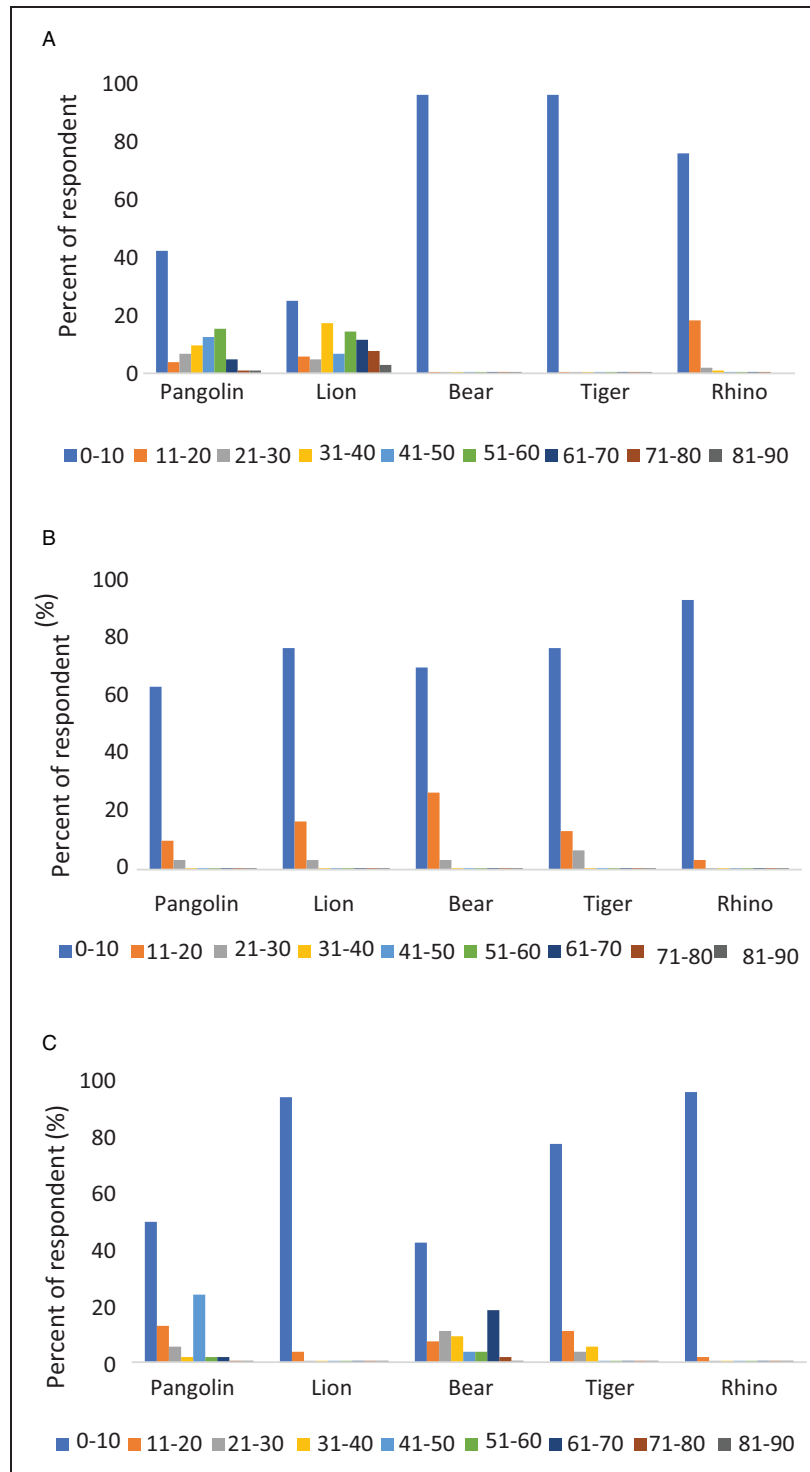 A
Percent of respondent
100
80
60
40
20
0
Pangolin Lion Bear Tiger Rhino
0-10 11-20 21-30 31-40 41-50 51-60 61-70 71-80 81-90
B
Percent of respondent (%)
100
80
60
40
20
0
Pangolin Lion Bear Tiger Rhino
0-10 11-20 21-30 31-40 41-50 51-60 61-70 71-80 81-90
C
Percent of respondent (%)
100
80
60
40
20
0
Pangolin Lion Bear Tiger Rhino
0-10 11-20 21-30 31-40 41-50 51-60 61-70 71-80 81-90